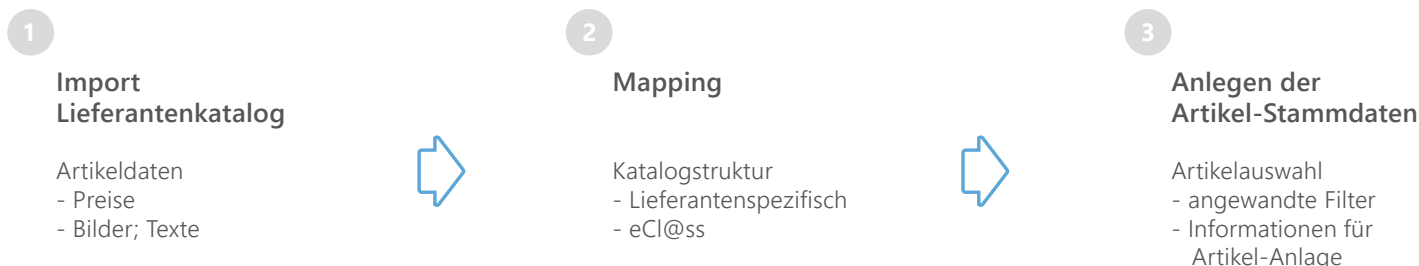 1
Import
Lieferantenkatalog
Artikeldaten
- Preise
- Bilder; Texte
2
Mapping
Katalogstruktur
- Lieferantenspezifisch
- eCl@ss
3
Anlegen der
Artikel-Stammdaten
Artikelauswahl
- angewandte Filter
- Informationen für
Artikel-Anlage